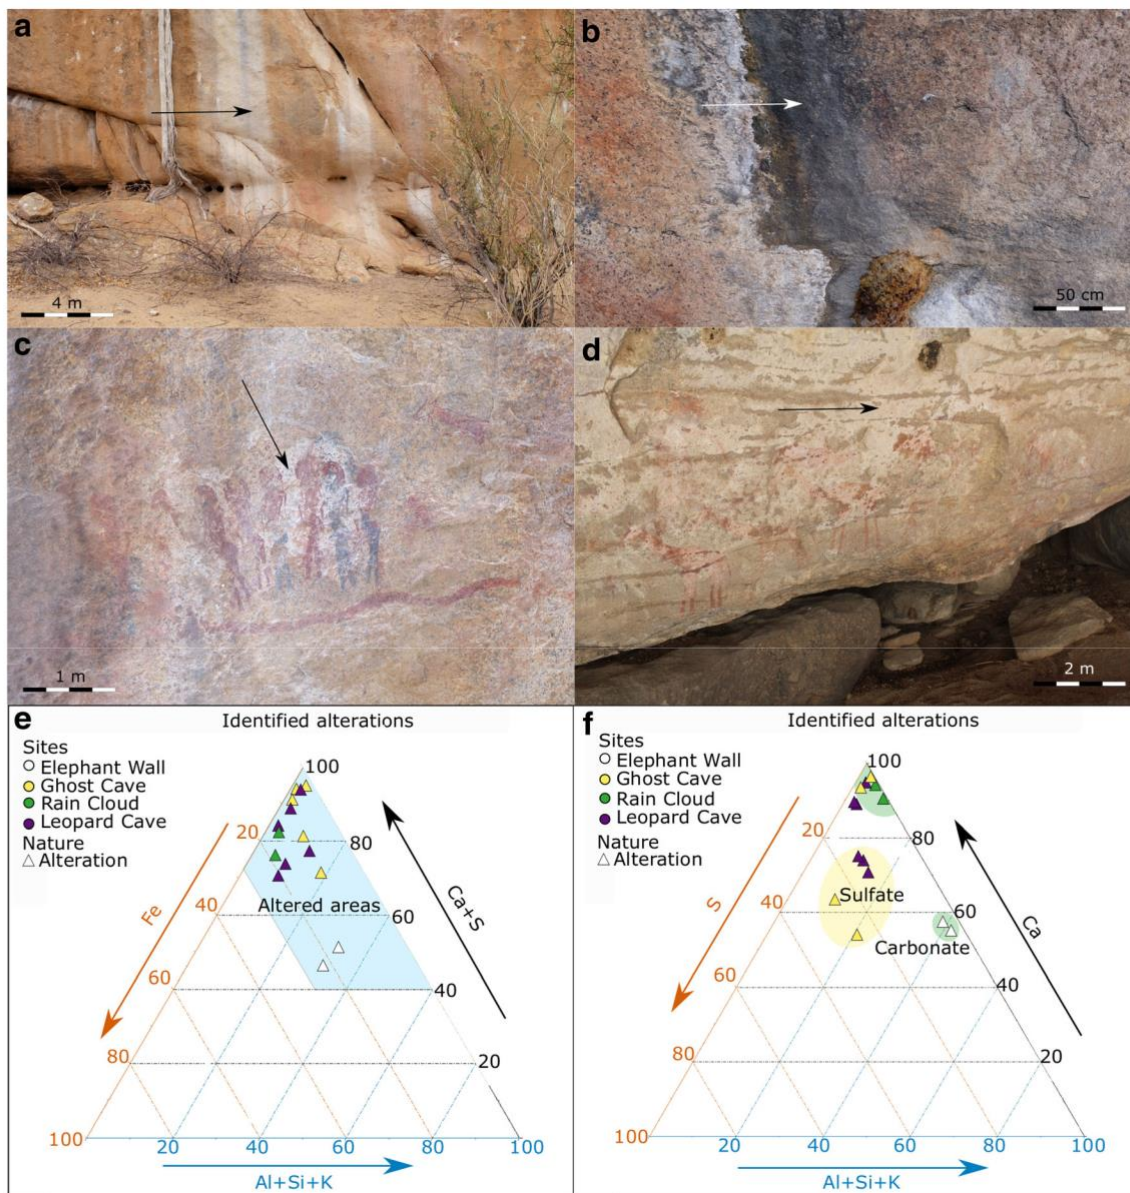 a
4 m
b
50 cm
c
1 m
d
2 m
e
Identified alterations
Sites
Elephant Wall
Ghost Cave
Rain Cloud
Leopard Cave
Nature
Alteration
100
20
80
Altered areas
40
60
60
40
80
20
100
20
40
60
80
100
Fe
Ca+S
Al+Si+K
f
Identified alterations
Sites
Elephant Wall
Ghost Cave
Rain Cloud
Leopard Cave
Nature
Alteration
100
20
80
Sulfate
40
60
Carbonate
60
40
80
20
100
20
40
60
80
100
S
Ca
Al+Si+K